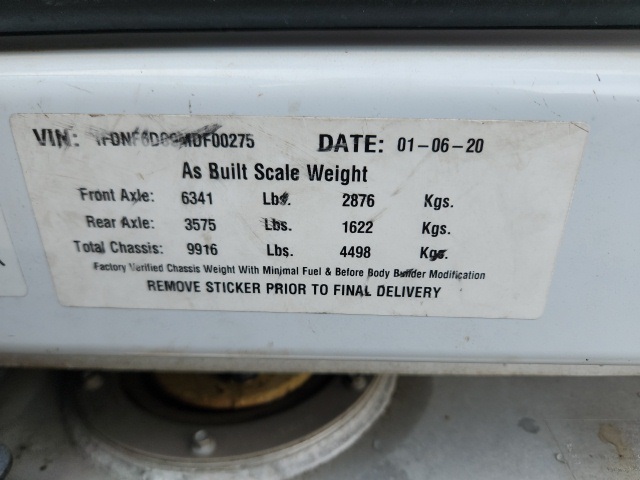 VIN: DATE: 01-06-20
As Built Scale Weight
Front Axle: 6341 Lbs. 2876 Kgs.
Rear Axle: 3575 Lbs. 1622 Kgs.
Total Chassis: 9916 Lbs. 4498 Kgs.
Factory Verified Chassis Weight With Minimal Fuel & Before Body Builder Modification
REMOVE STICKER PRIOR TO FINAL DELIVERY